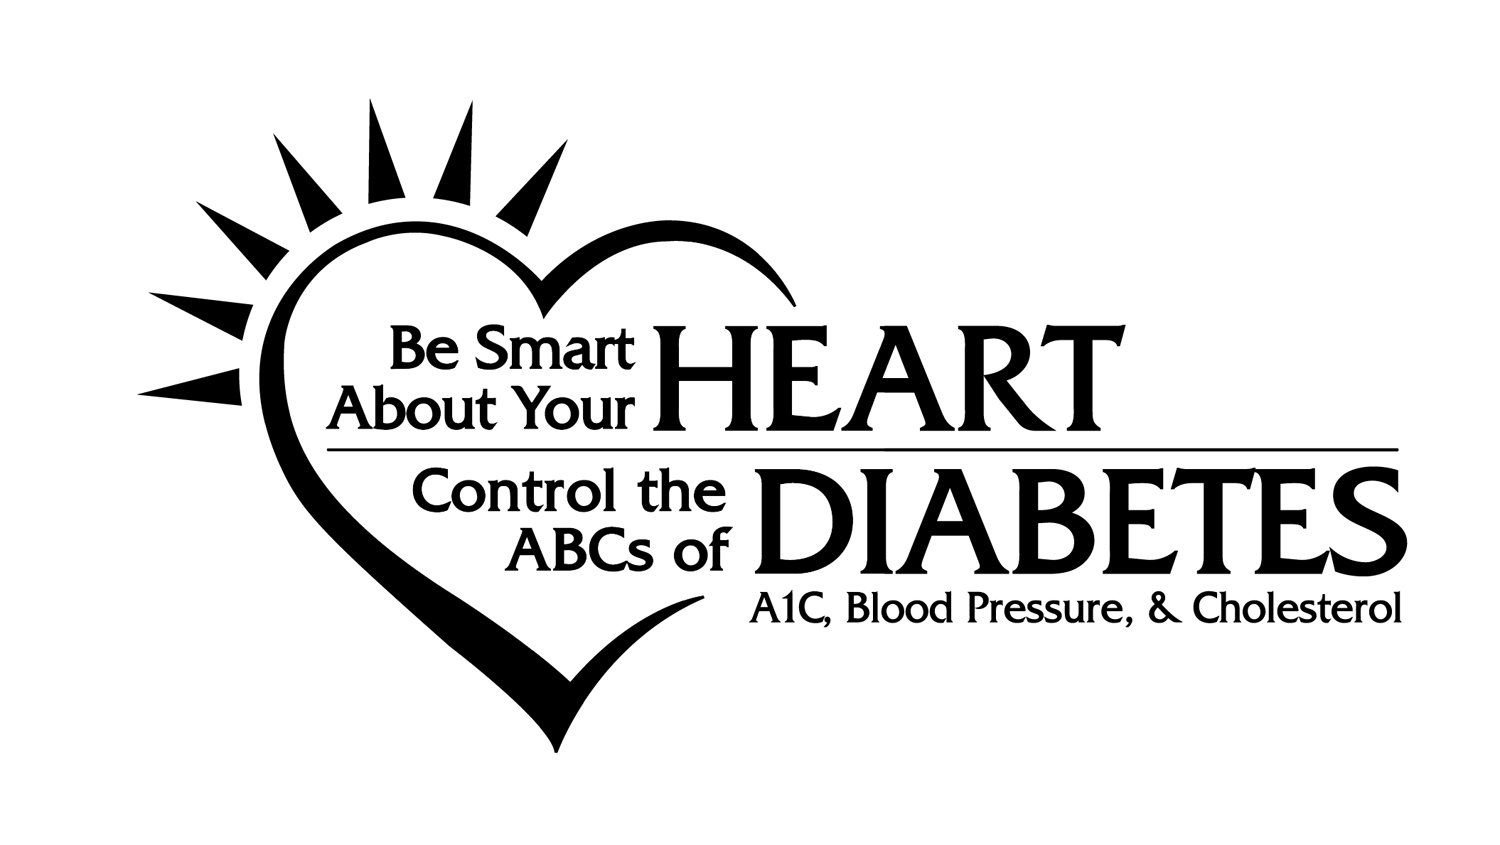 Be Smart
About Your HEART
Control the
ABCs of DIABETES
A1C, Blood Pressure, & Cholesterol